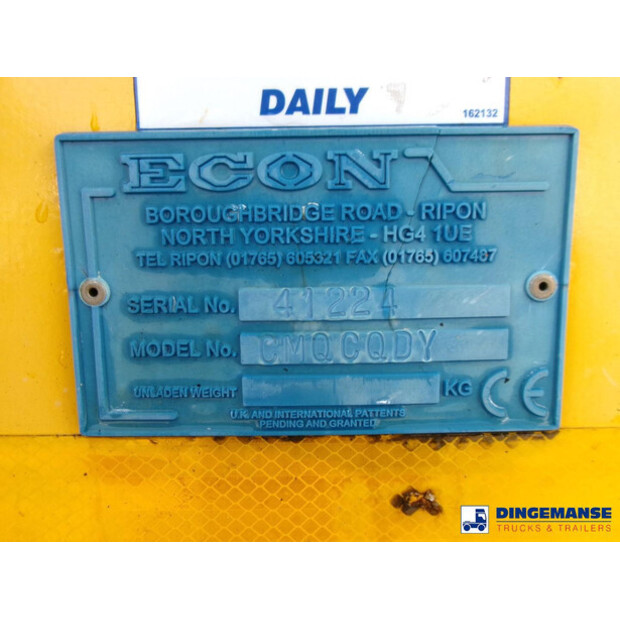 DAILY
162132
ECON
BOROUGHBRIDGE ROAD - RIPON
NORTH YORKSHIRE - HG4 1UE
TEL RIPON (01765) 605321 FAX (01765) 607487
SERIAL No. 41224
MODEL No. CMQCQDY
UNLADEN WEIGHT KG CE
U.K. AND INTERNATIONAL PATTENTS
PENDING AND GRANTED
DINGEMANSE
TRUCKS & TRAILERS